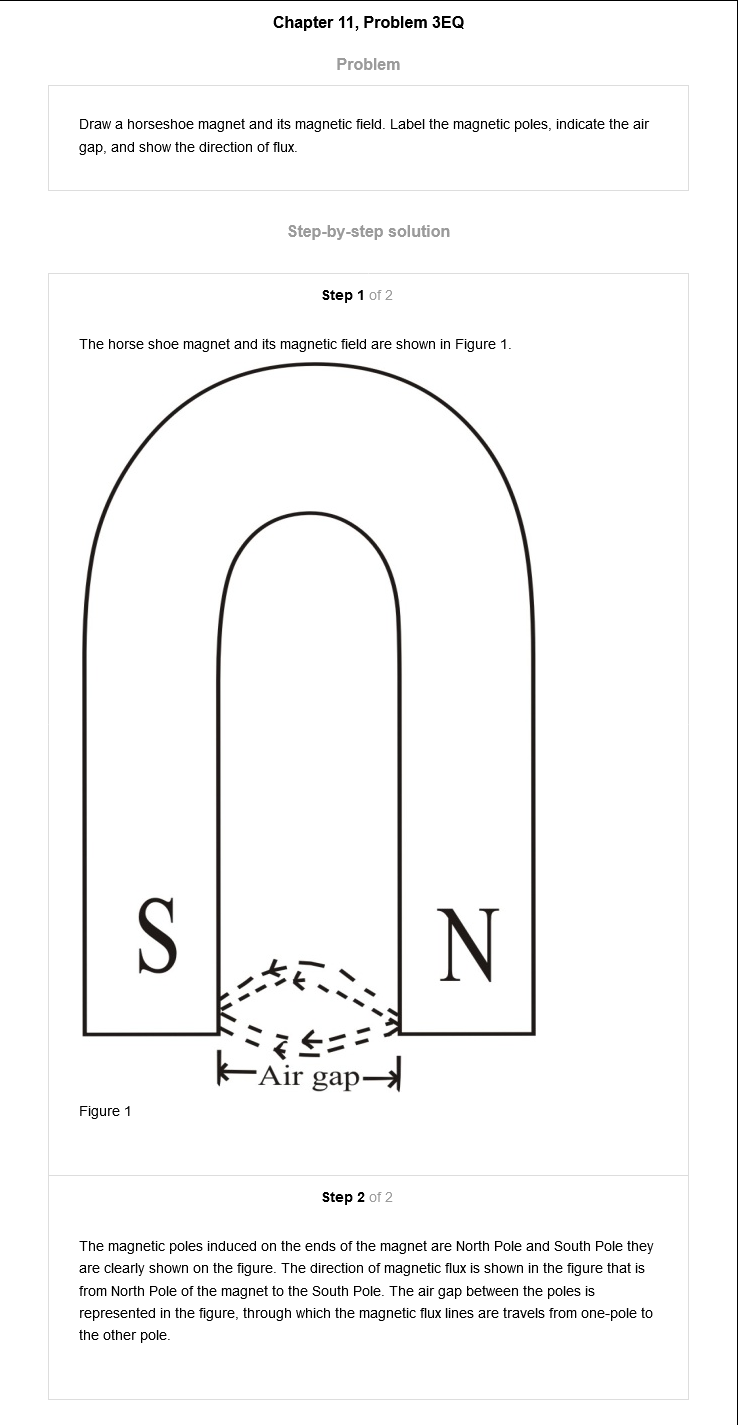 Chapter 11, Problem 3EQ
Problem
Draw a horseshoe magnet and its magnetic field. Label the magnetic poles, indicate the air
gap, and show the direction of flux.
Step-by-step solution
Step 1 of 2
The horse shoe magnet and its magnetic field are shown in Figure 1.
S
N
Air gap
Figure 1
Step 2 of 2
The magnetic poles induced on the ends of the magnet are North Pole and South Pole they
are clearly shown on the figure. The direction of magnetic flux is shown in the figure that is
from North Pole of the magnet to the South Pole. The air gap between the poles is
represented in the figure, through which the magnetic flux lines are travels from one-pole to
the other pole.